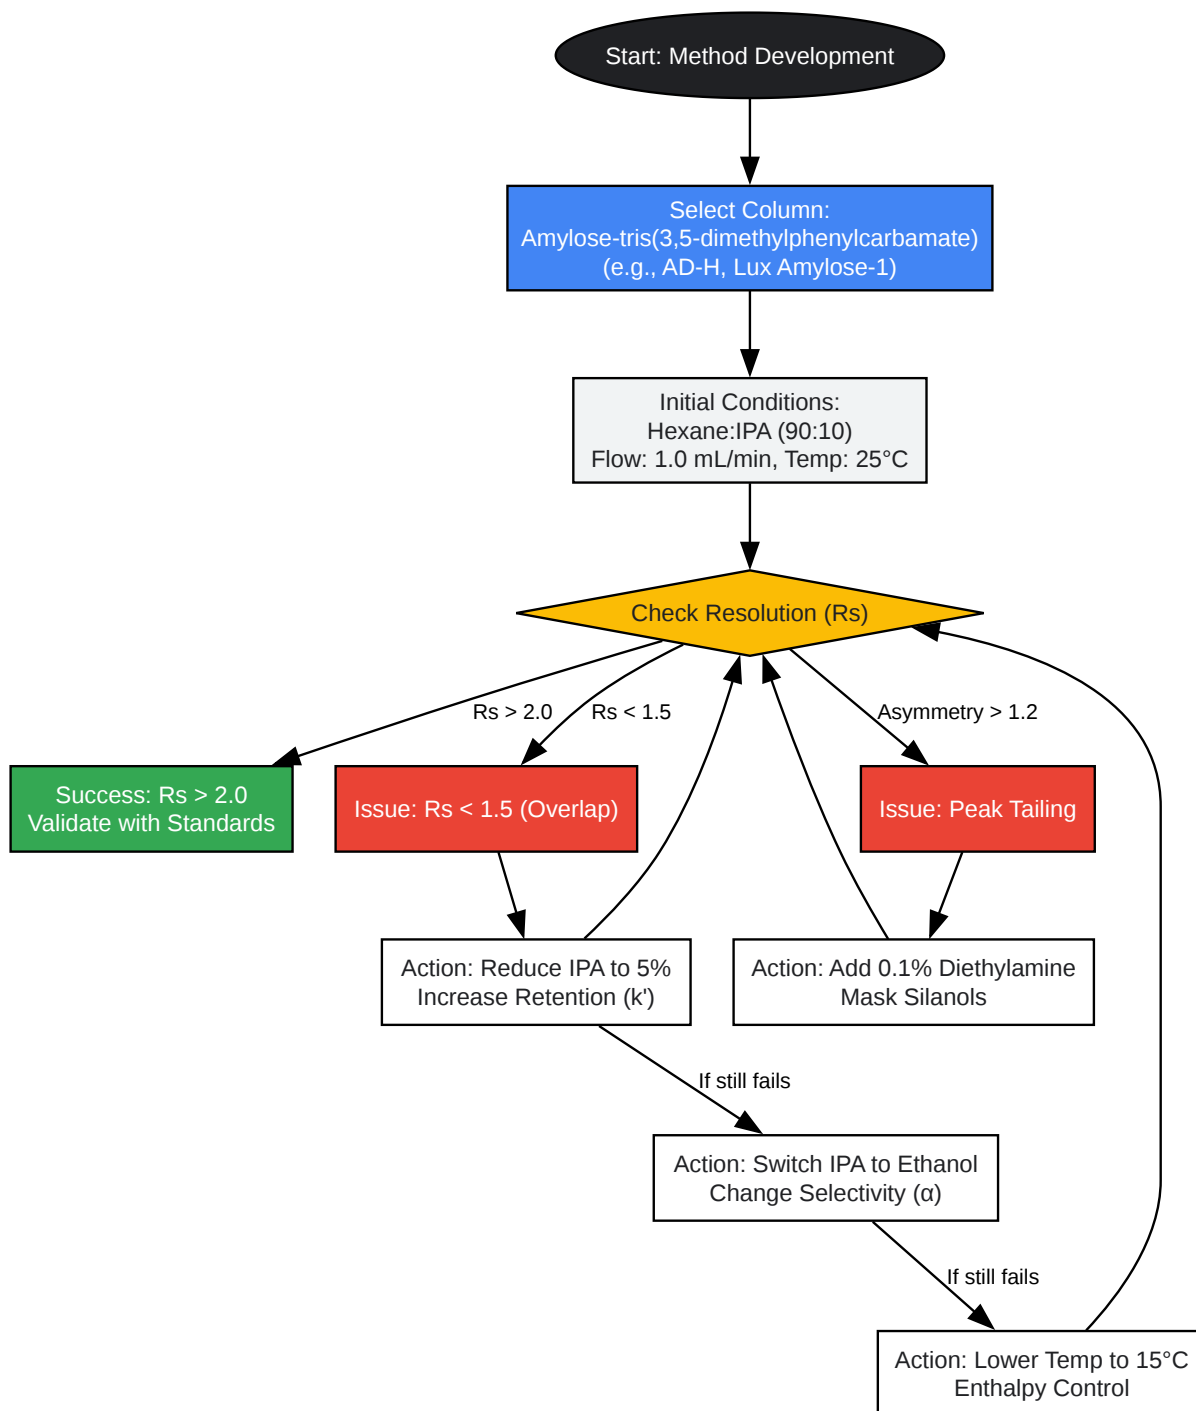 Start: Method Development
Select Column:
Amylose-tris(3,5-dimethylphenylcarbamate)
(e.g., AD-H, Lux Amylose-1)
Initial Conditions:
Hexane:IPA (90:10)
Flow: 1.0 mL/min, Temp: 25°C
Check Resolution (Rs)
Rs > 2.0
Rs < 1.5
Asymmetry > 1.2
Success: Rs > 2.0
Validate with Standards
Issue: Rs < 1.5 (Overlap)
Issue: Peak Tailing
Action: Reduce IPA to 5%
Increase Retention (k')
Action: Add 0.1% Diethylamine
Mask Silanols
If still fails
Action: Switch IPA to Ethanol
Change Selectivity (α)
If still fails
Action: Lower Temp to 15°C
Enthalpy Control